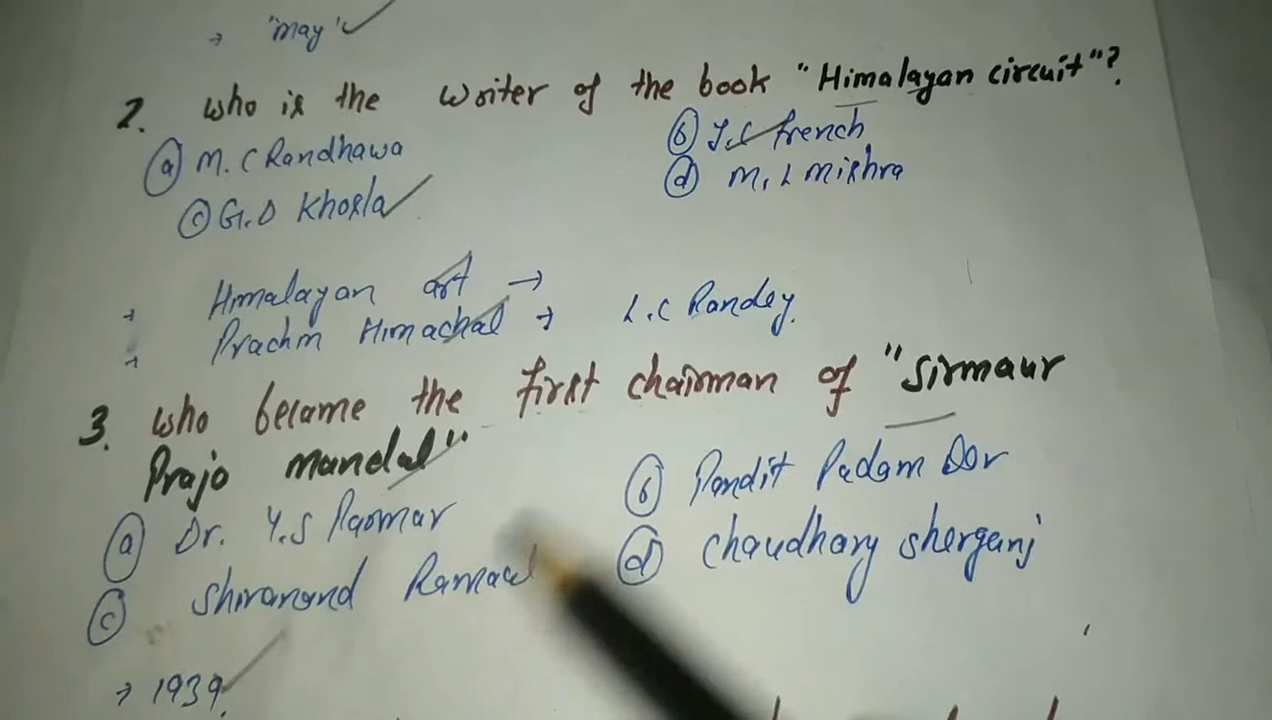 → "may"
2. who is the writer of the book "Himalayan circuit"?
(a) M. C Randhawa (b) J.C french
(c) G.D Khosla (d) M. L Mishra
→ Himalayan art →
→ Prachin Himachal → L.C Pandey.
3. who became the first chairman of "Sirmaur
Prajo mandal"
(a) Dr. Y.S Parmar (b) Pandit Padam Dev
(c) Shivanand Ramaul (d) chaudhary sherganj
→ 1939.